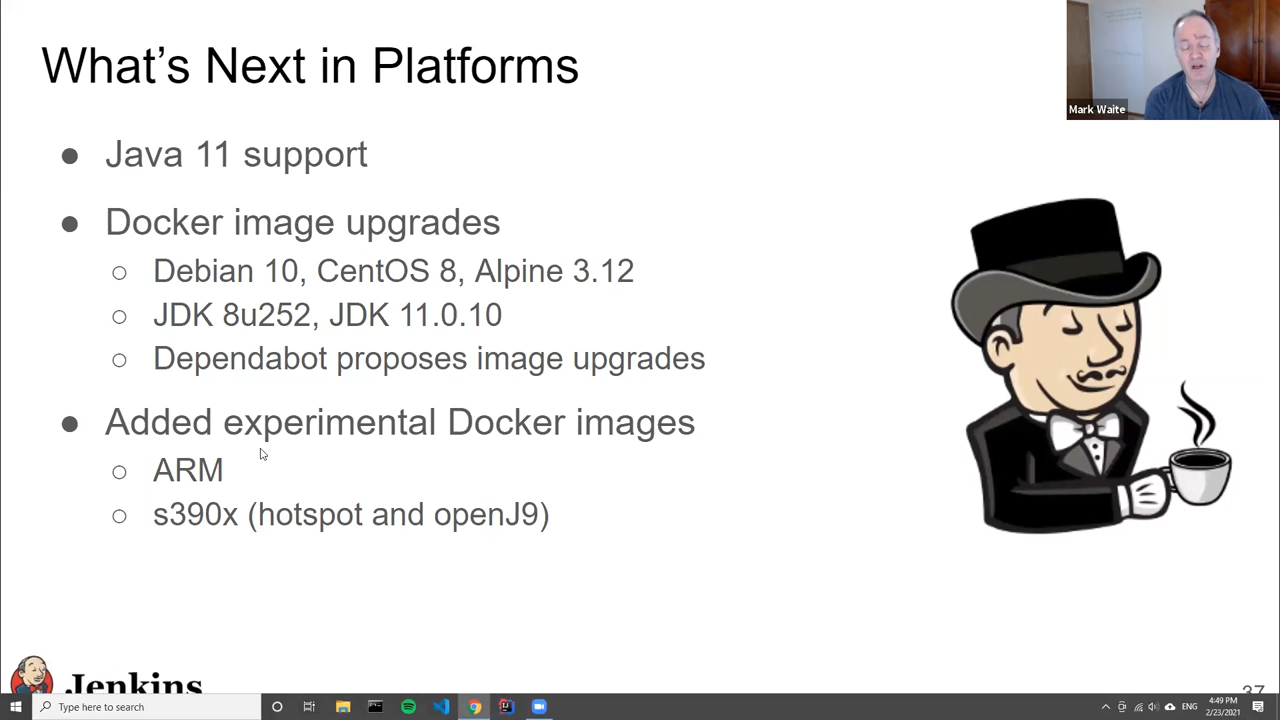 What's Next in Platforms
Mark Waite
● Java 11 support
● Docker image upgrades
○ Debian 10, CentOS 8, Alpine 3.12
○ JDK 8u252, JDK 11.0.10
○ Dependabot proposes image upgrades
● Added experimental Docker images
○ ARM
○ s390x (hotspot and openJ9)
Jenkins
37
Type here to search
ENG
4:49 PM
2/23/2021